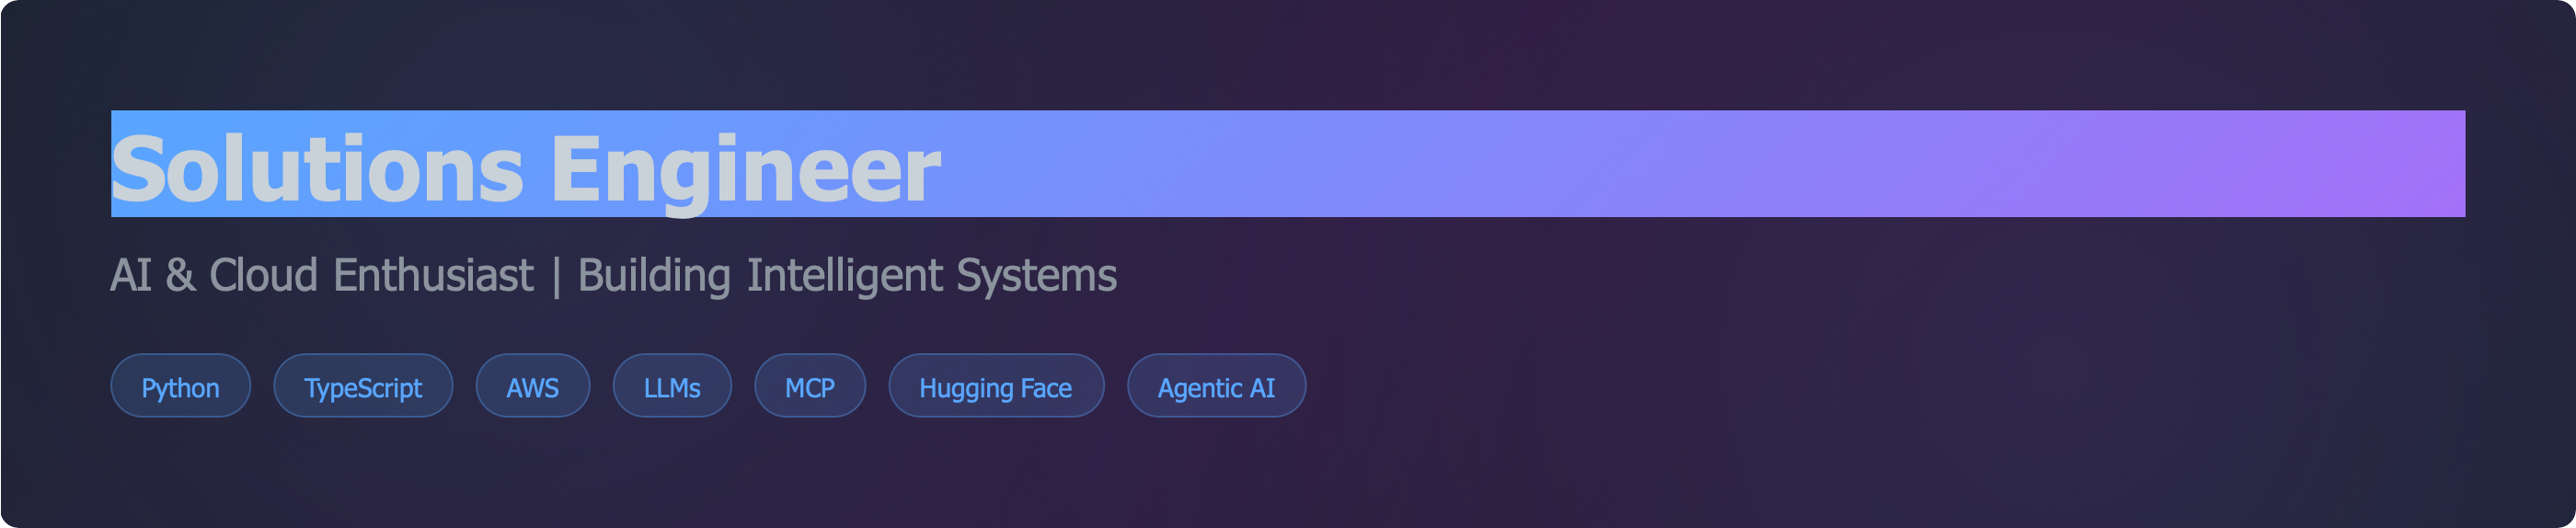 Solutions Engineer
AI & Cloud Enthusiast | Building Intelligent Systems
Python TypeScript AWS LLMs MCP Hugging Face Agentic AI